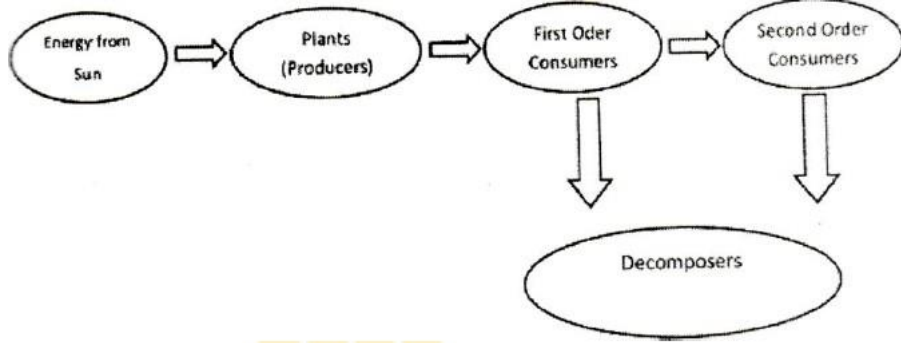 Energy from
Sun
Plants
(Producers)
First Oder
Consumers
Second Order
Consumers
Decomposers